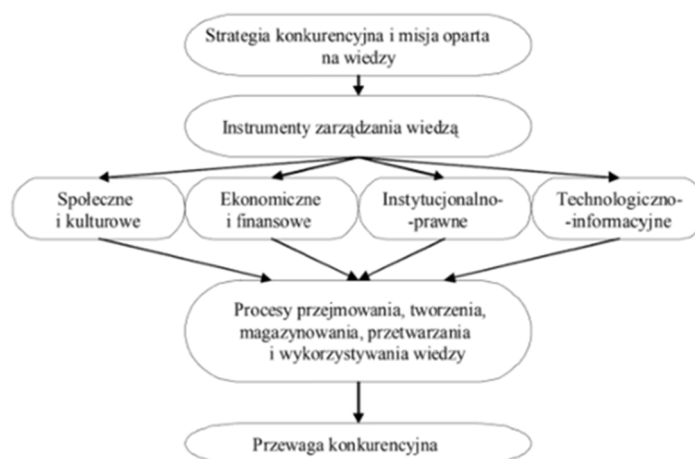 Strategia konkurencyjna i misja oparta
na wiedzy
Instrumenty zarządzania wiedzą
Społeczne
i kulturowe
Ekonomiczne
i finansowe
Instytucjonalno-
-prawne
Technologiczno-
-informacyjne
Procesy przejmowania, tworzenia,
magazynowania, przetwarzania
i wykorzystywania wiedzy
Przewaga konkurencyjna